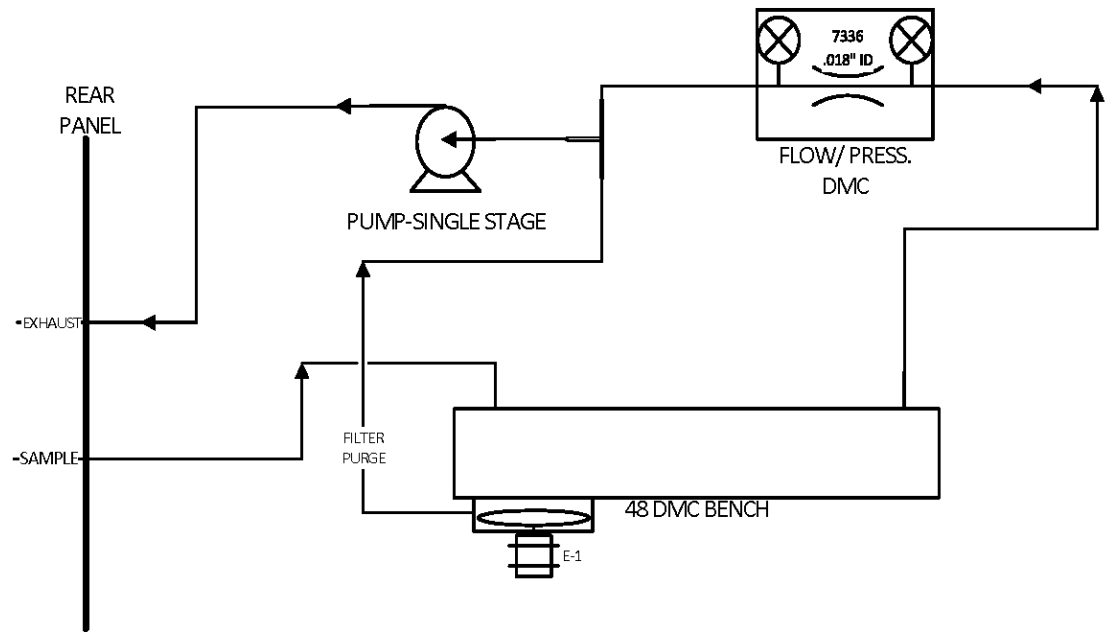 REAR
PANEL
7336
.018" ID
FLOW/ PRESS.
DMC
PUMP-SINGLE STAGE
EXHAUST
SAMPLE
FILTER
PURGE
48 DMC BENCH
E-1